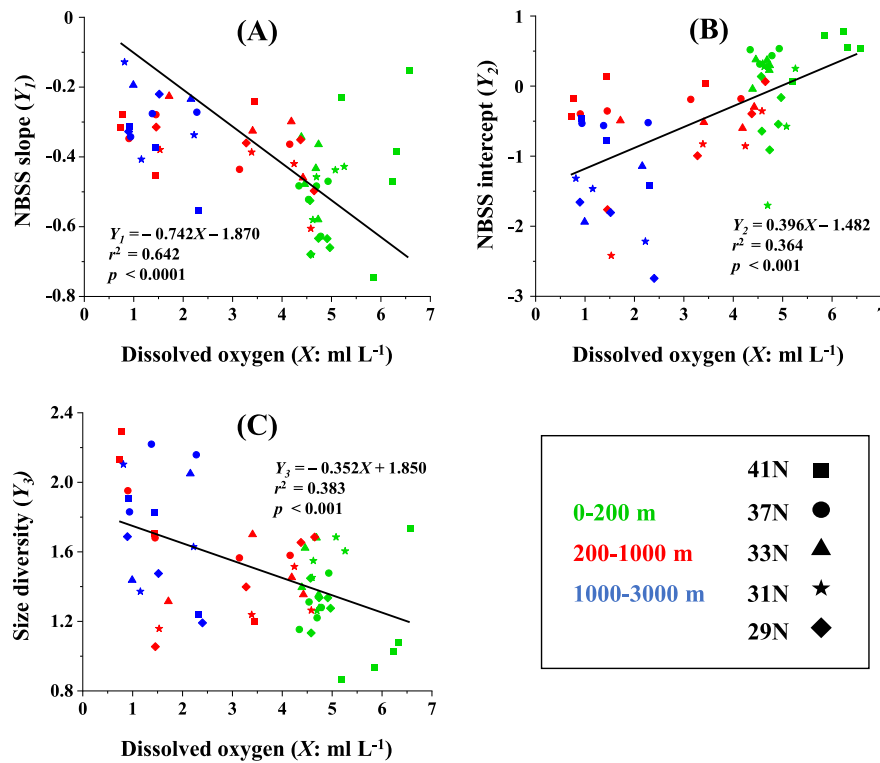 (A)
0
-0.2
-0.4
-0.6
-0.8
NBSS slope (Y1)
Y1 = − 0.742X − 1.870
r2 = 0.642
p < 0.0001
0 1 2 3 4 5 6 7
Dissolved oxygen (X: ml L-1)
(B)
1
0
-1
-2
-3
NBSS intercept (Y2)
Y2 = 0.396X − 1.482
r2 = 0.364
p < 0.001
0 1 2 3 4 5 6 7
Dissolved oxygen (X: ml L-1)
(C)
2.4
2.0
1.6
1.2
0.8
Size diversity (Y3)
Y3 = − 0.352X + 1.850
r2 = 0.383
p < 0.001
0 1 2 3 4 5 6 7
Dissolved oxygen (X: ml L-1)
0-200 m
200-1000 m
1000-3000 m
41N
37N
33N
31N
29N